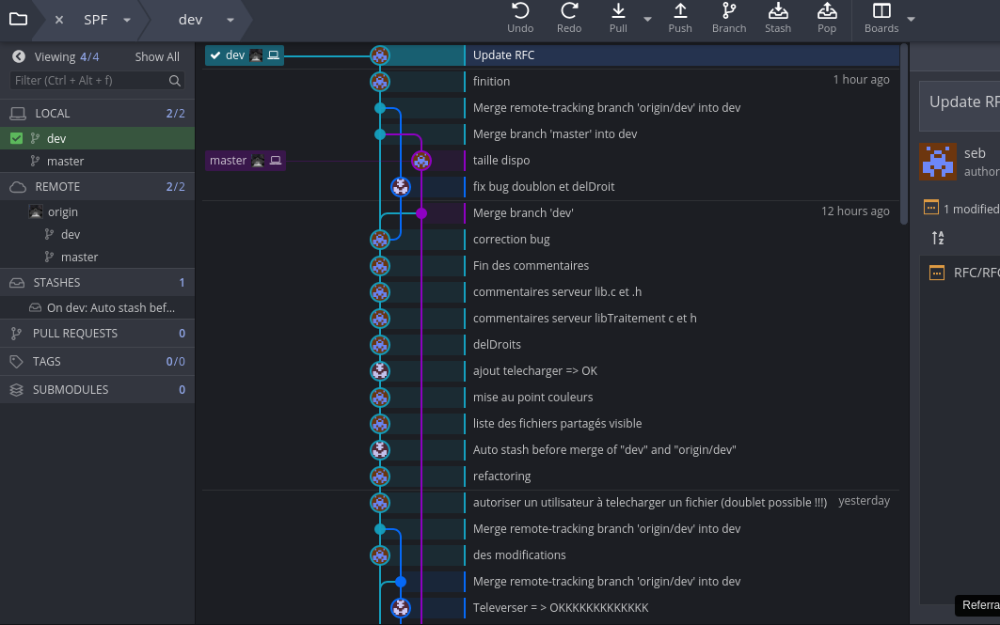 SPF dev
Undo Redo Pull Push Branch Stash Pop Boards
Viewing 4/4 Show All
Filter (Ctrl + Alt + f)
LOCAL 2/2
dev
master
REMOTE 2/2
origin
dev
master
STASHES 1
On dev: Auto stash bef...
PULL REQUESTS 0
TAGS 0/0
SUBMODULES 0
dev Update RFC
finition 1 hour ago
Merge remote-tracking branch 'origin/dev' into dev
Merge branch 'master' into dev
master taille dispo
fix bug doublon et delDroit
Merge branch 'dev' 12 hours ago
correction bug
Fin des commentaires
commentaires serveur lib.c et .h
commentaires serveur libTraitement c et h
delDroits
ajout telecharger => OK
mise au point couleurs
liste des fichiers partagés visible
Auto stash before merge of "dev" and "origin/dev"
refactoring
autoriser un utilisateur à telecharger un fichier (doublet possible !!!) yesterday
Merge remote-tracking branch 'origin/dev' into dev
des modifications
Merge remote-tracking branch 'origin/dev' into dev
Televerser = > OKKKKKKKKKKKKK
Update RF
seb
author
1 modified
RFC/RFC
Referra